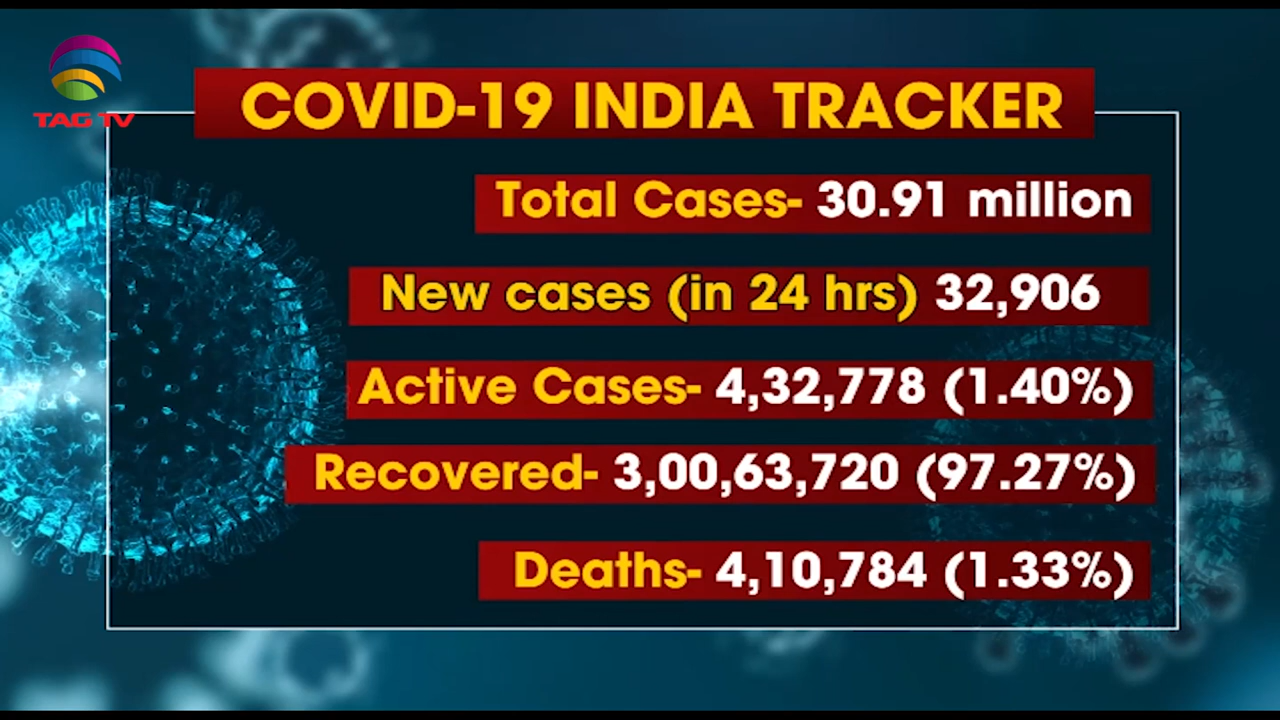 TAG TV
COVID-19 INDIA TRACKER
Total Cases- 30.91 million
New cases (in 24 hrs) 32,906
Active Cases- 4,32,778 (1.40%)
Recovered- 3,00,63,720 (97.27%)
Deaths- 4,10,784 (1.33%)